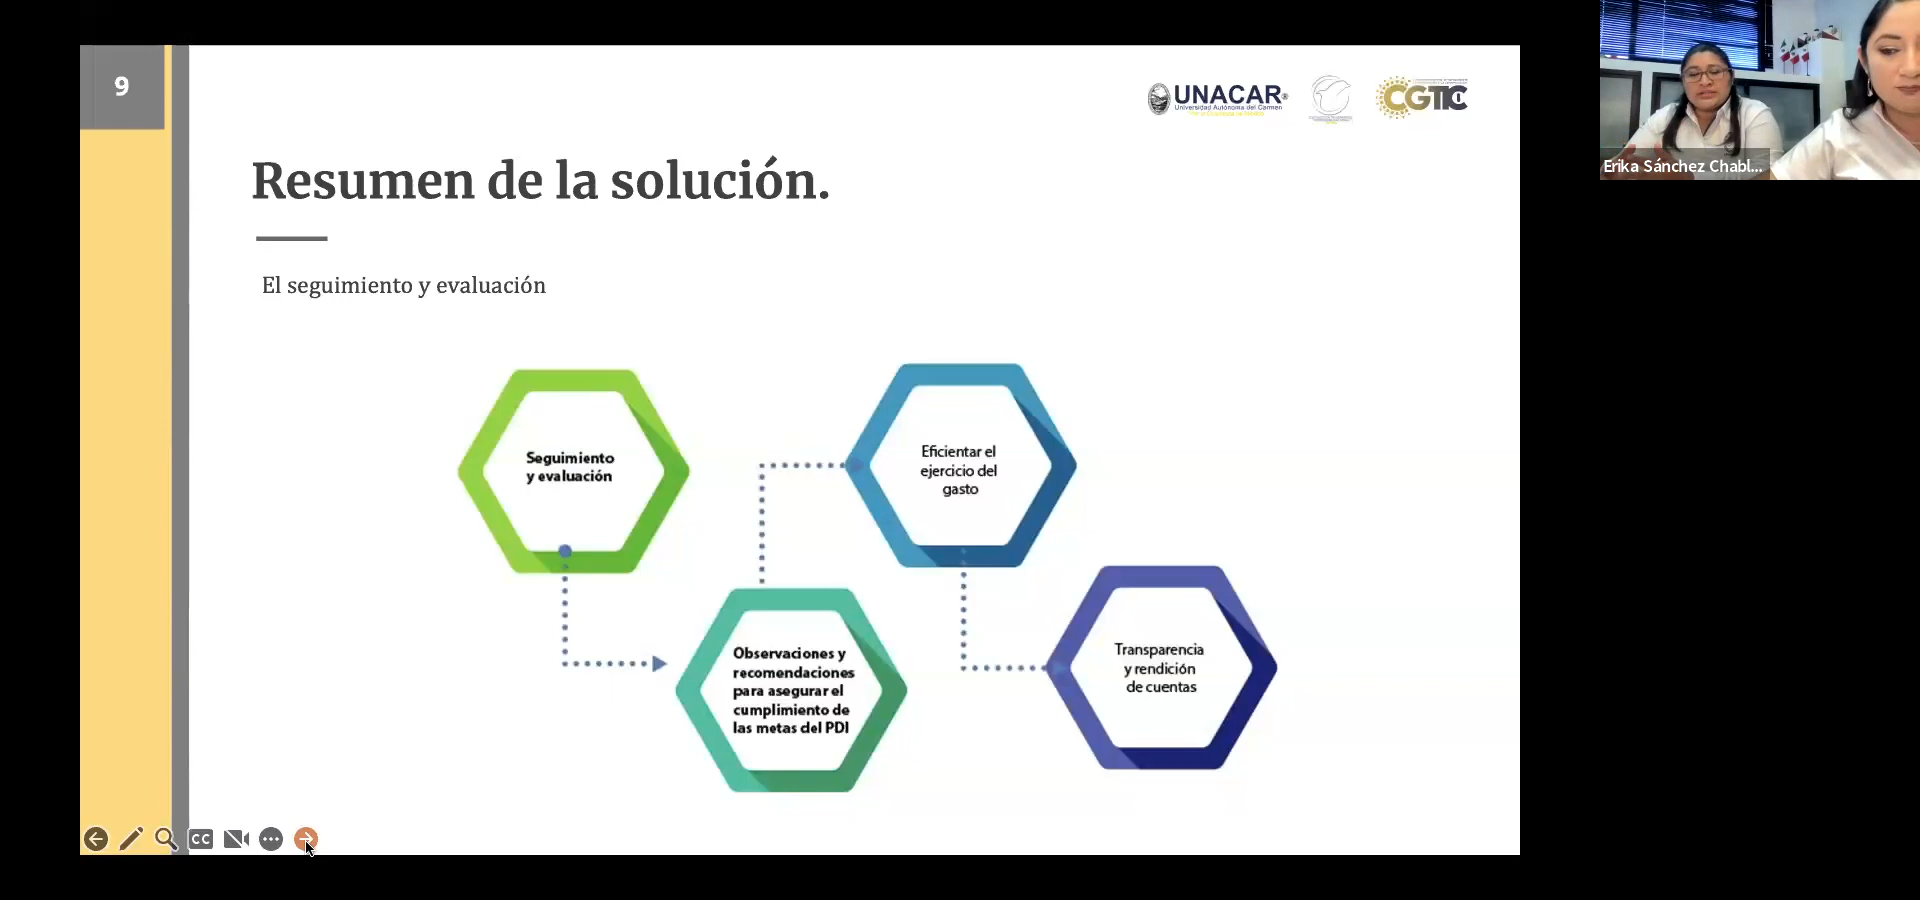 9
UNACAR®
Universidad Autónoma del Carmen
CGTIC
Erika Sánchez Chabl...
Resumen de la solución.
El seguimiento y evaluación
Seguimiento
y evaluación
Observaciones y
recomendaciones
para asegurar el
cumplimiento de
las metas del PDI
Eficientar el
ejercicio del
gasto
Transparencia
y rendición
de cuentas
CC